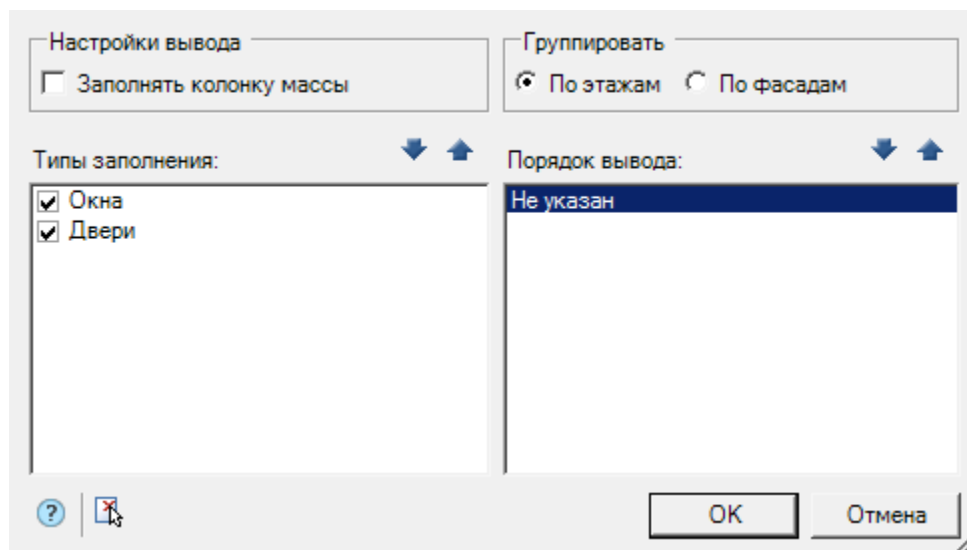 Настройки вывода
Заполнять колонку массы
Группировать
По этажам По фасадам
Типы заполнения:
Окна
Двери
Порядок вывода:
Не указан
? OK Отмена